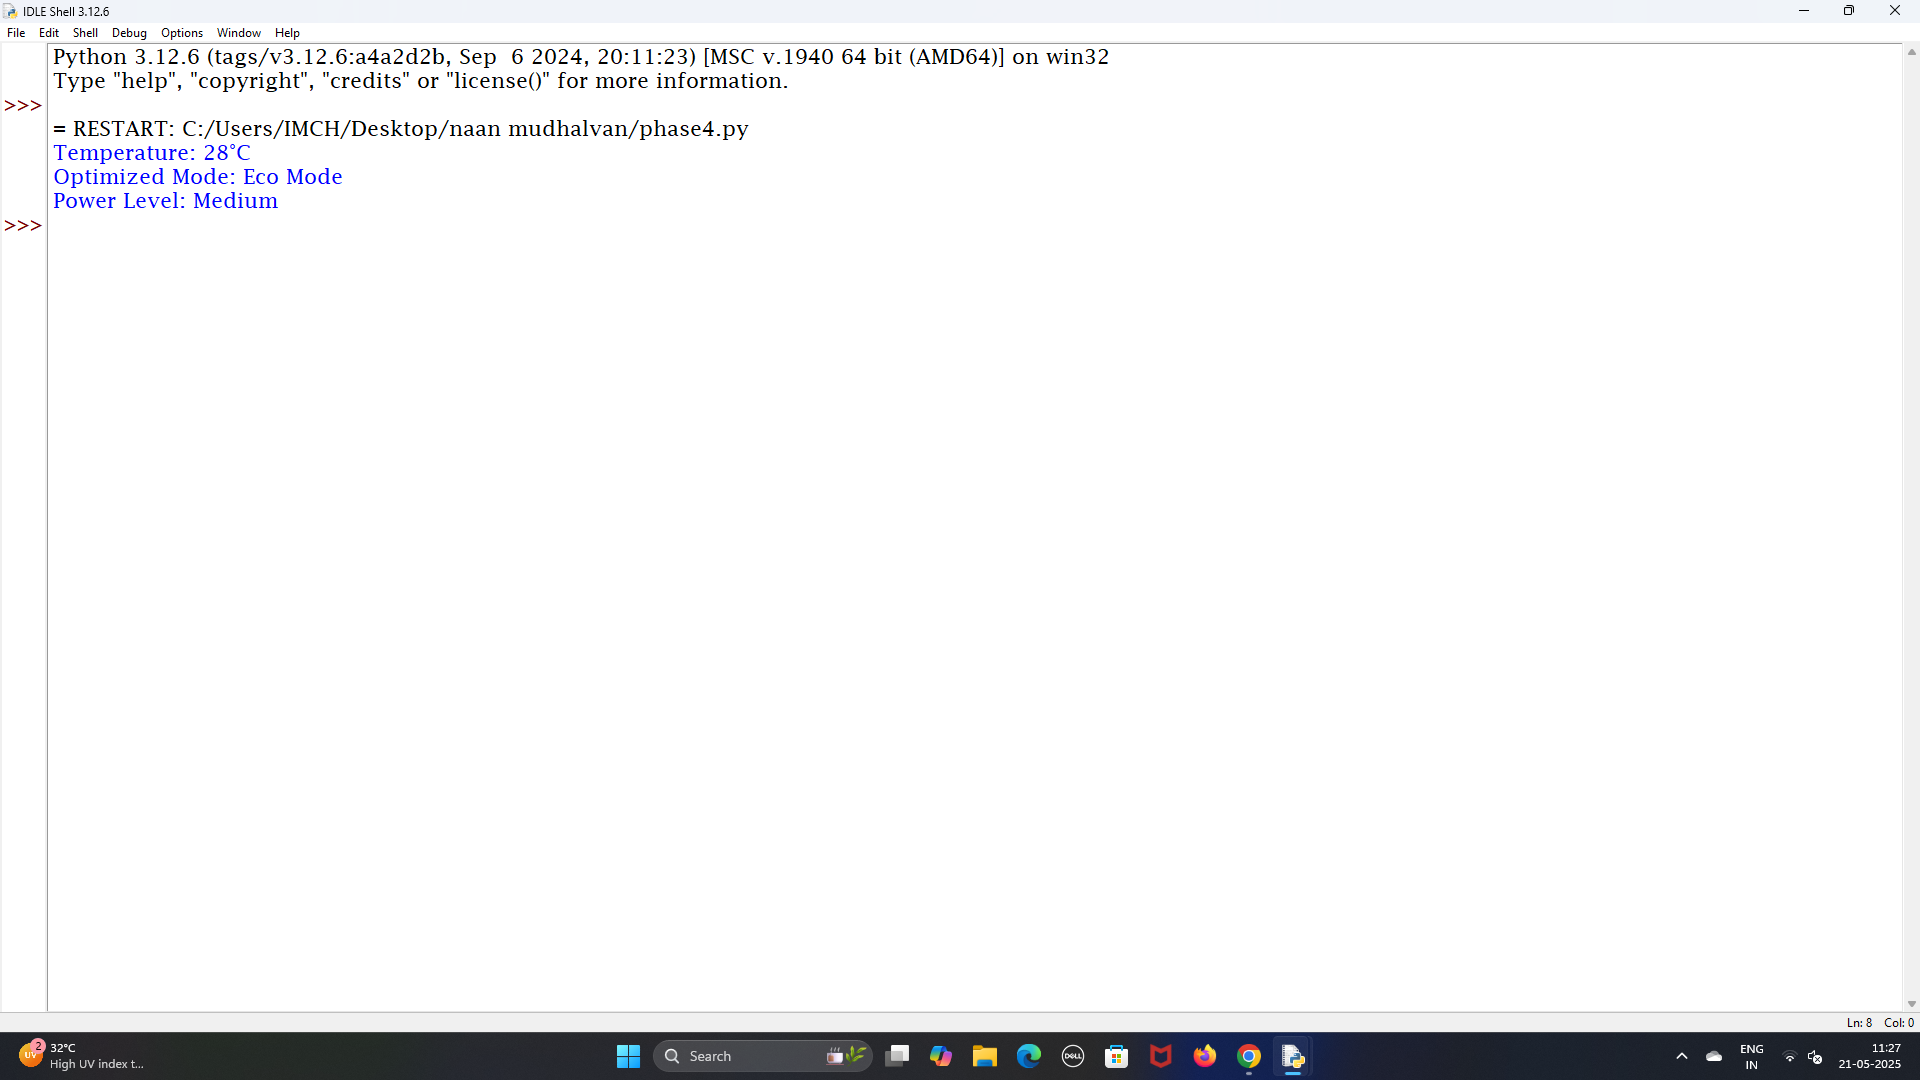 IDLE Shell 3.12.6
File Edit Shell Debug Options Window Help
Python 3.12.6 (tags/v3.12.6:a4a2d2b, Sep  6 2024, 20:11:23) [MSC v.1940 64 bit (AMD64)] on win32
Type "help", "copyright", "credits" or "license()" for more information.
>>>
= RESTART: C:/Users/IMCH/Desktop/naan mudhalvan/phase4.py
Temperature: 28°C
Optimized Mode: Eco Mode
Power Level: Medium
>>>
Ln: 8 Col: 0
UV 2 32°C
High UV index t...
Search
DELL
ENG
IN
11:27
21-05-2025